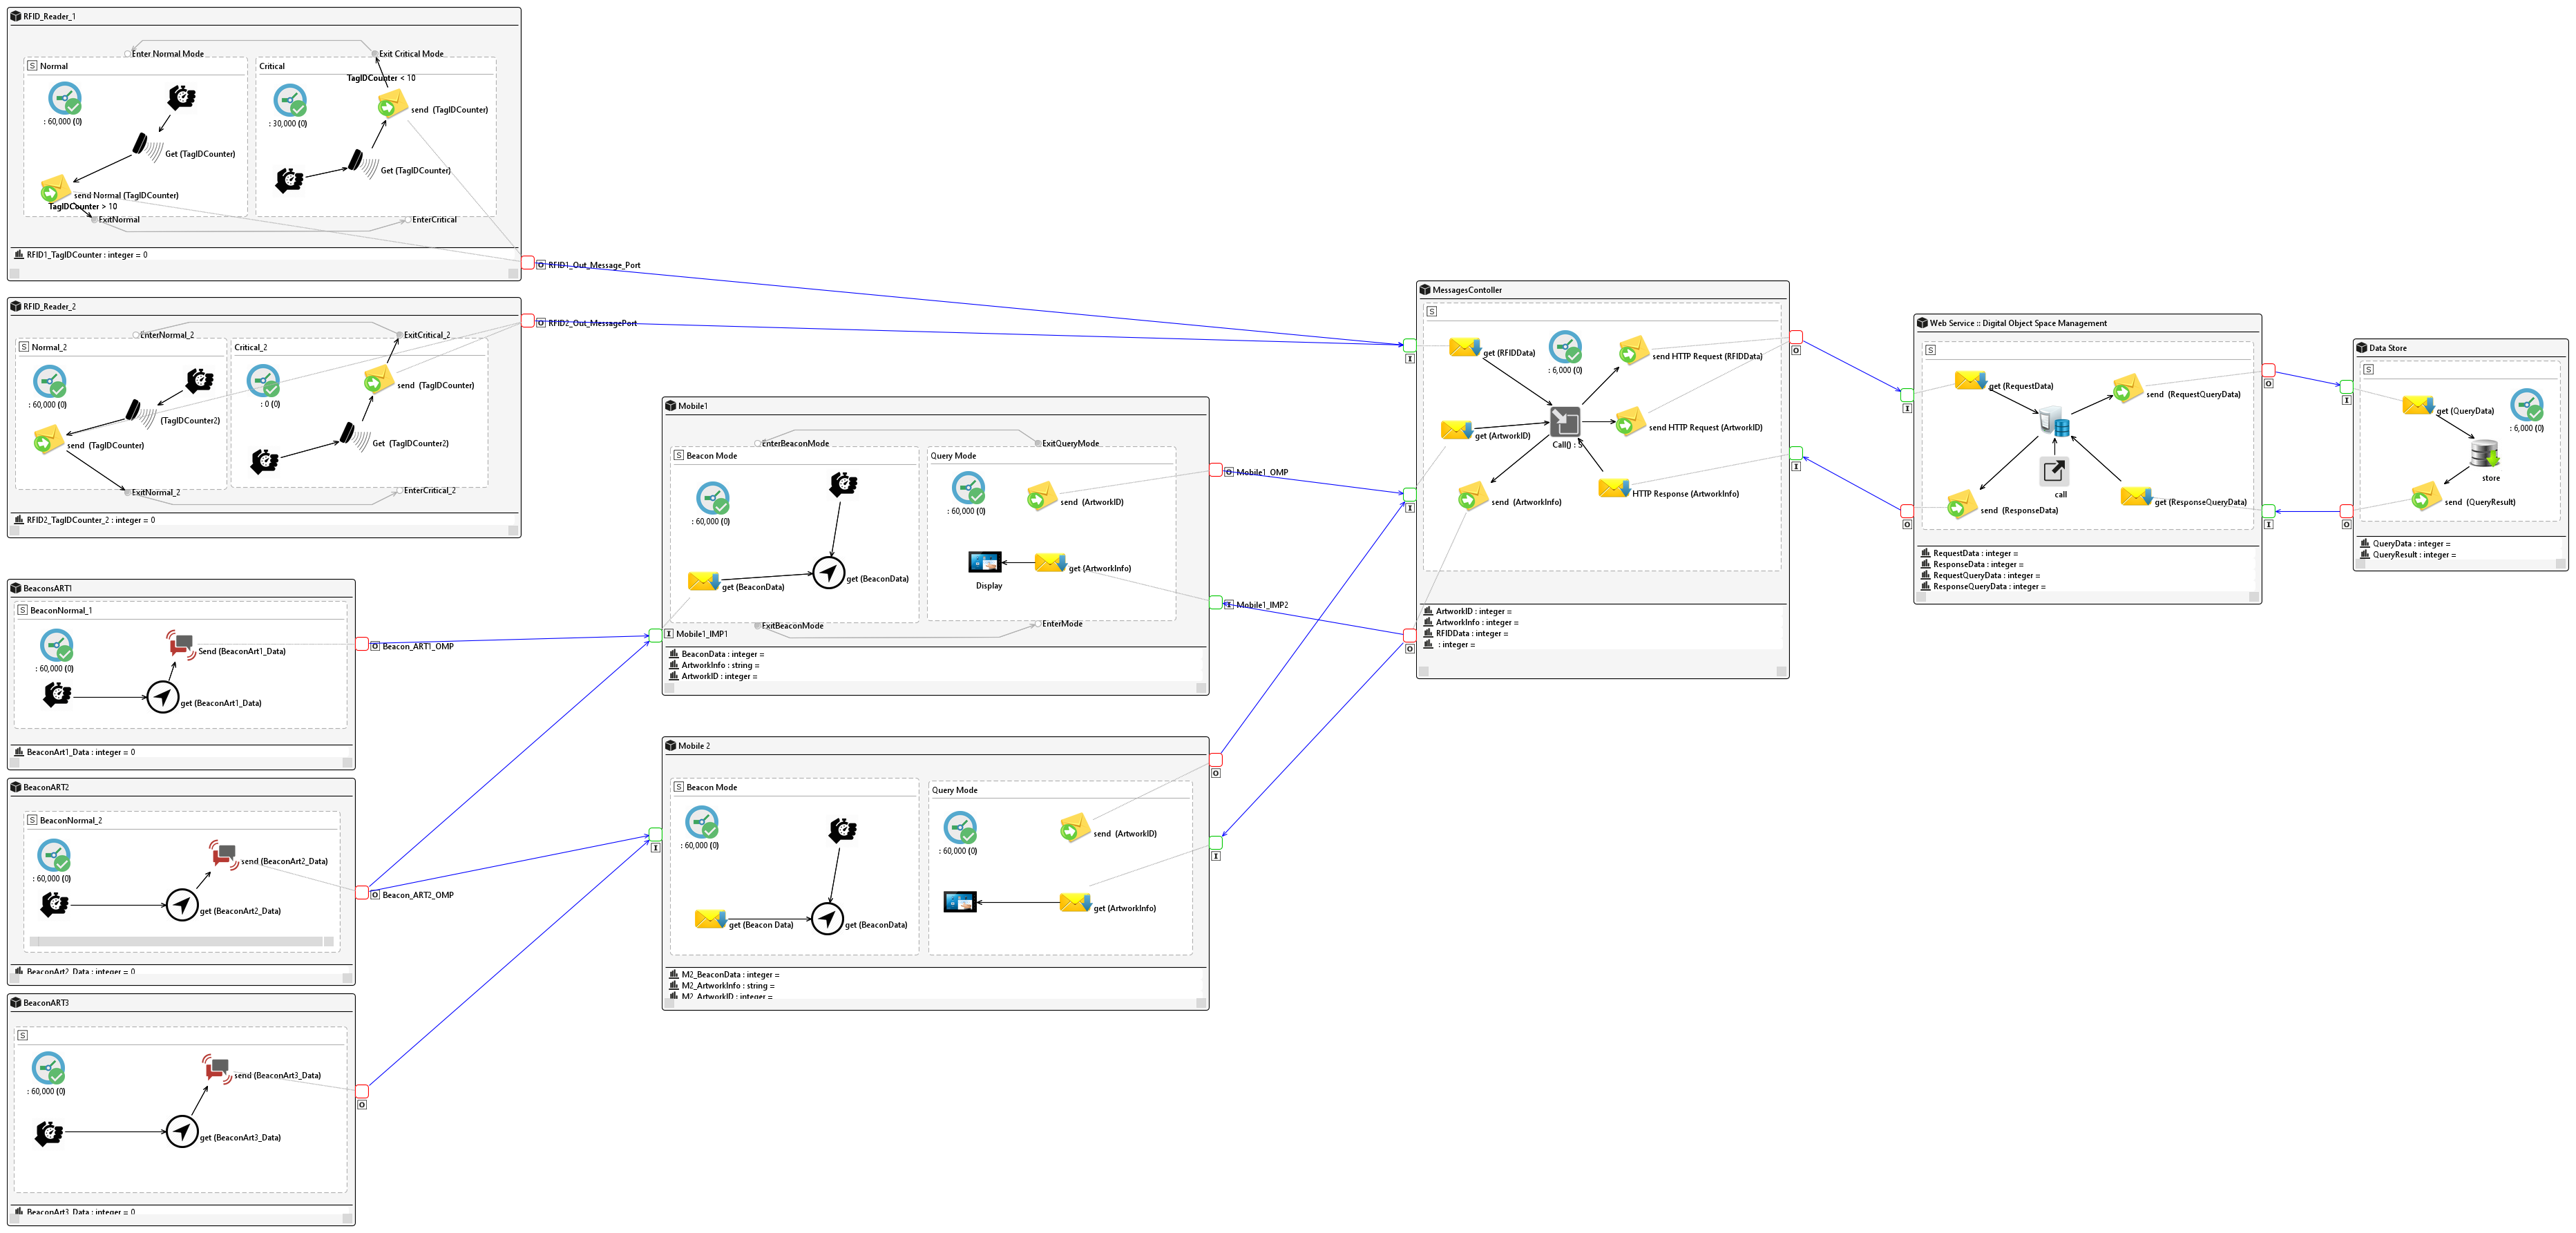 RFID_Reader_1
Enter Normal Mode
Exit Critical Mode
S Normal
Critical
TagIDCounter < 10
: 60,000 (0)
: 30,000 (0)
send (TagIDCounter)
Get (TagIDCounter)
Get (TagIDCounter)
send Normal (TagIDCounter)
TagIDCounter > 10
ExitNormal
EnterCritical
RFID1_TagIDCounter : integer = 0
O RFID1_Out_Message_Port
RFID_Reader_2
O RFID2_Out_MessagePort
EnterNormal_2
ExitCritical_2
S Normal_2
Critical_2
: 60,000 (0)
: 0 (0)
send (TagIDCounter)
(TagIDCounter2)
send (TagIDCounter)
Get (TagIDCounter2)
ExitNormal_2
EnterCritical_2
RFID2_TagIDCounter_2 : integer = 0
BeaconsART1
S BeaconNormal_1
: 60,000 (0)
Send (BeaconArt1_Data)
get (BeaconArt1_Data)
O Beacon_ART1_OMP
BeaconArt1_Data : integer = 0
BeaconART2
S BeaconNormal_2
: 60,000 (0)
send (BeaconArt2_Data)
get (BeaconArt2_Data)
O Beacon_ART2_OMP
BeaconArt2_Data : integer = 0
BeaconART3
S
: 60,000 (0)
send (BeaconArt3_Data)
O
get (BeaconArt3_Data)
BeaconArt3_Data : integer = 0
Mobile1
EnterBeaconMode
ExitQueryMode
S Beacon Mode
Query Mode
: 60,000 (0)
: 60,000 (0)
send (ArtworkID)
O Mobile1_OMP
get (BeaconData)
get (BeaconData)
get (ArtworkInfo)
Display
I Mobile1_IMP2
ExitBeaconMode
EnterMode
I Mobile1_IMP1
BeaconData : integer =
ArtworkInfo : string =
ArtworkID : integer =
Mobile 2
O
S Beacon Mode
Query Mode
: 60,000 (0)
: 60,000 (0)
send (ArtworkID)
I
I
get (Beacon Data)
get (BeaconData)
get (ArtworkInfo)
M2_BeaconData : integer =
M2_ArtworkInfo : string =
M2_ArtworkID : integer =
MessagesContoller
S
I
get (RFIDData)
: 6,000 (0)
send HTTP Request (RFIDData)
O
get (ArtworkID)
Call() : S
send HTTP Request (ArtworkID)
I
I
send (ArtworkInfo)
HTTP Response (ArtworkInfo)
O
ArtworkID : integer =
ArtworkInfo : integer =
RFIDData : integer =
: integer =
Web Service :: Digital Object Space Management
S
I
get (RequestData)
send (RequestQueryData)
O
call
send (ResponseData)
get (ResponseQueryData)
O
I
RequestData : integer =
ResponseData : integer =
RequestQueryData : integer =
ResponseQueryData : integer =
Data Store
S
I
get (QueryData)
: 6,000 (0)
store
send (QueryResult)
O
QueryData : integer =
QueryResult : integer =